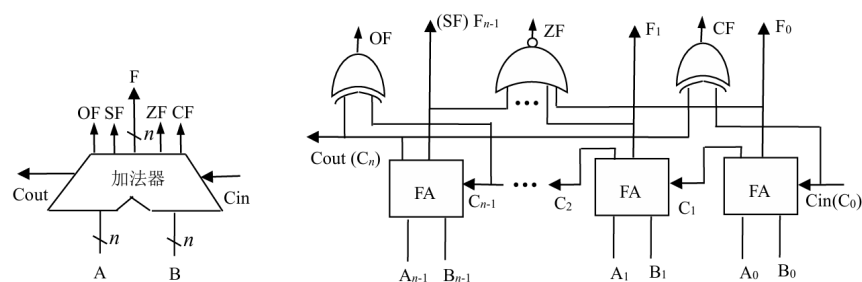 F
OF SF n ZF CF
加法器
Cout
Cin
n n
A B
OF
(SF) Fn-1
ZF
F1
CF
F0
•••
Cout (Cn)
FA
Cn-1
•••
C2
FA
C1
FA
Cin(C0)
An-1 Bn-1
A1 B1
A0 B0